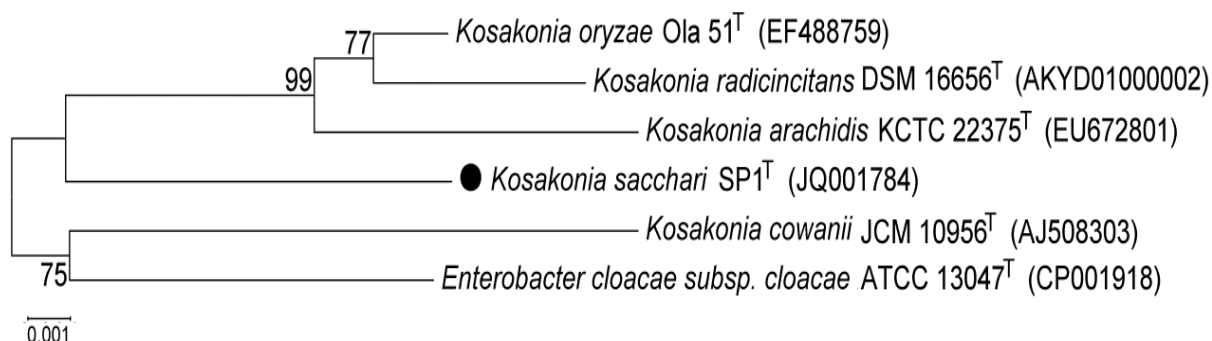 77
Kosakonia oryzae Ola 51ᵀ (EF488759)
Kosakonia radicincitans DSM 16656ᵀ (AKYD01000002)
99
Kosakonia arachidis KCTC 22375ᵀ (EU672801)
Kosakonia sacchari SP1ᵀ (JQ001784)
Kosakonia cowanii JCM 10956ᵀ (AJ508303)
75
Enterobacter cloacae subsp. cloacae ATCC 13047ᵀ (CP001918)
0.001